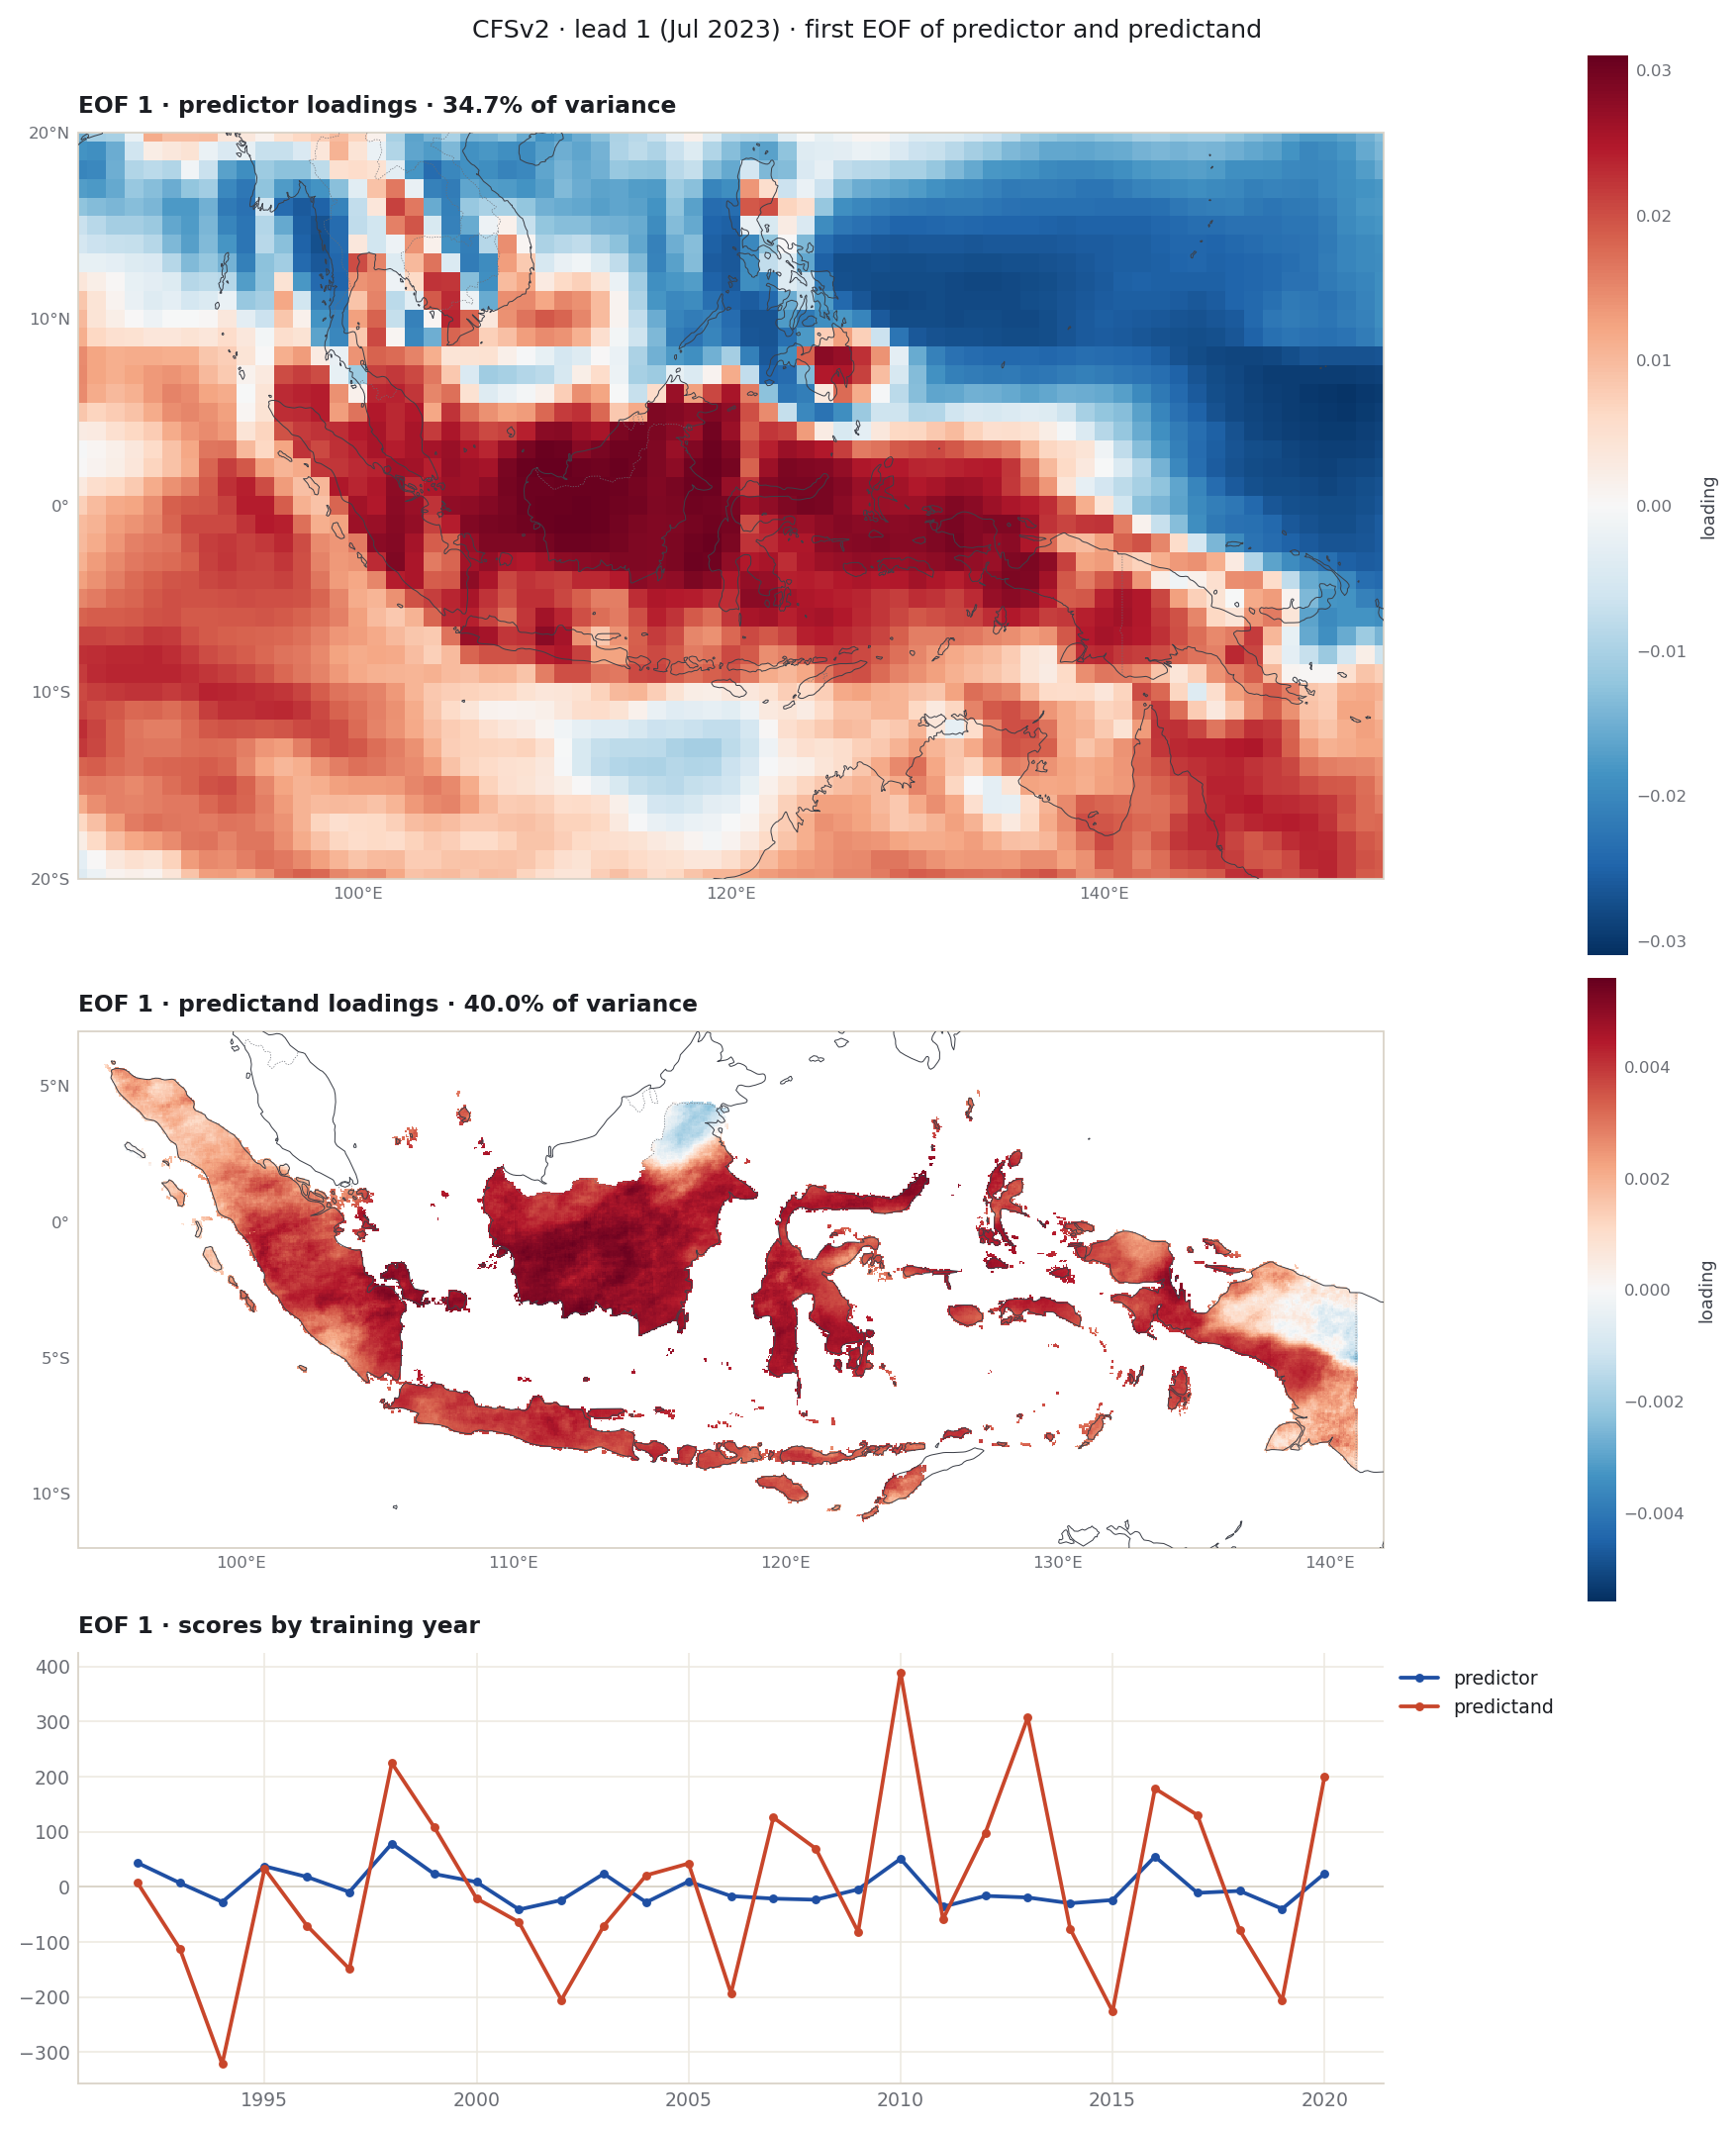 CFSv2 · lead 1 (Jul 2023) · first EOF of predictor and predictand
EOF 1 · predictor loadings · 34.7% of variance
20°N
10°N
0°
10°S
20°S
100°E
120°E
140°E
0.03
0.02
0.01
0.00
−0.01
−0.02
−0.03
loading
EOF 1 · predictand loadings · 40.0% of variance
5°N
0°
5°S
10°S
100°E
110°E
120°E
130°E
140°E
0.004
0.002
0.000
−0.002
−0.004
loading
EOF 1 · scores by training year
400
300
200
100
0
−100
−200
−300
1995
2000
2005
2010
2015
2020
predictor
predictand